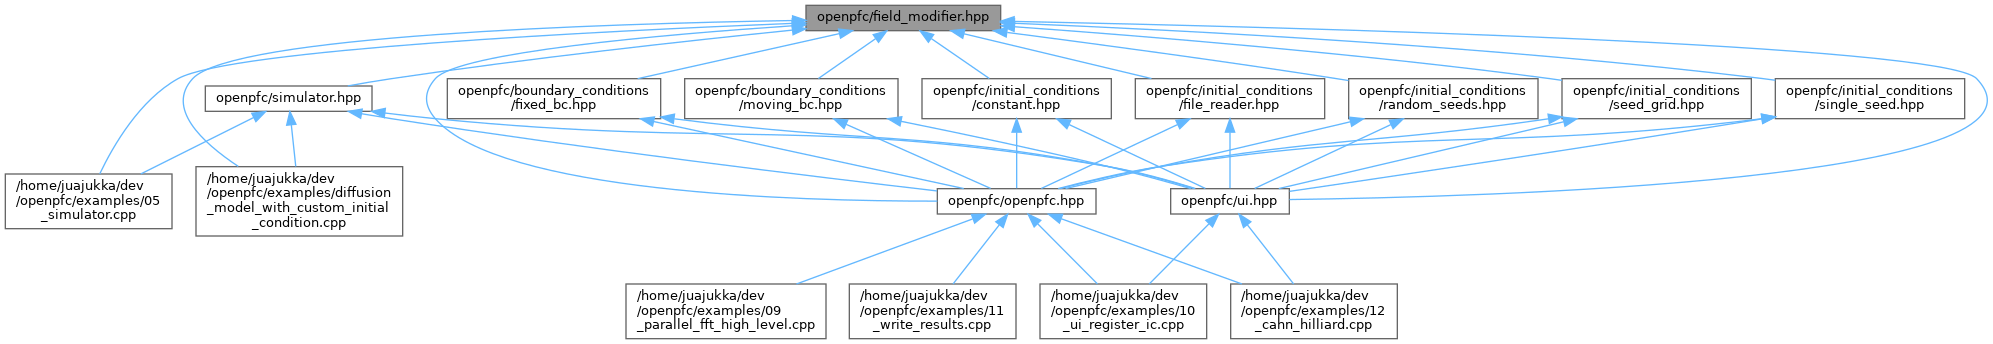 openpfc/field_modifier.hpp
openpfc/simulator.hpp
openpfc/boundary_conditions
/fixed_bc.hpp
openpfc/boundary_conditions
/moving_bc.hpp
openpfc/initial_conditions
/constant.hpp
openpfc/initial_conditions
/file_reader.hpp
openpfc/initial_conditions
/random_seeds.hpp
openpfc/initial_conditions
/seed_grid.hpp
openpfc/initial_conditions
/single_seed.hpp
/home/juajukka/dev
/openpfc/examples/05
_simulator.cpp
/home/juajukka/dev
/openpfc/examples/diffusion
_model_with_custom_initial
_condition.cpp
openpfc/openpfc.hpp
openpfc/ui.hpp
/home/juajukka/dev
/openpfc/examples/09
_parallel_fft_high_level.cpp
/home/juajukka/dev
/openpfc/examples/11
_write_results.cpp
/home/juajukka/dev
/openpfc/examples/10
_ui_register_ic.cpp
/home/juajukka/dev
/openpfc/examples/12
_cahn_hilliard.cpp